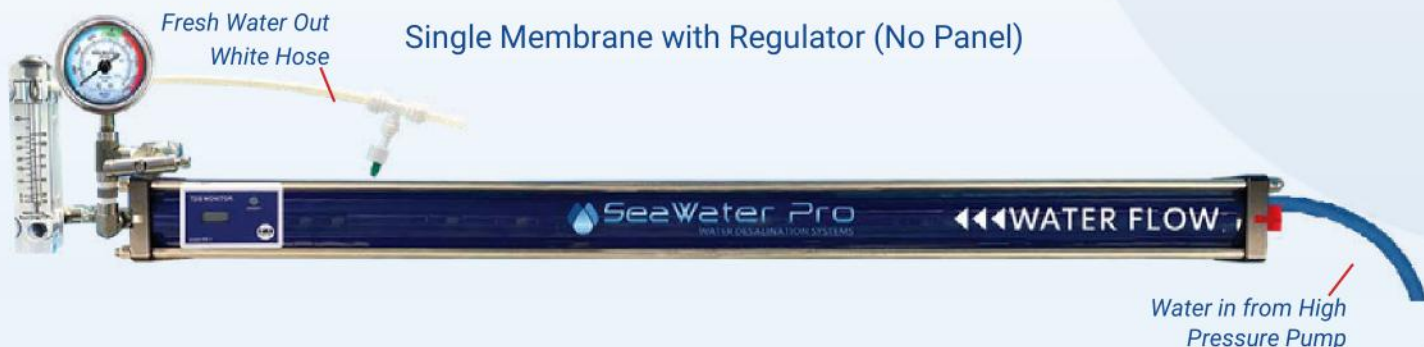 Fresh Water Out
White Hose
Single Membrane with Regulator (No Panel)
TDS MONITOR
SeaWater Pro
WATER DESALINATION SYSTEMS
WATER FLOW
Water in from High
Pressure Pump